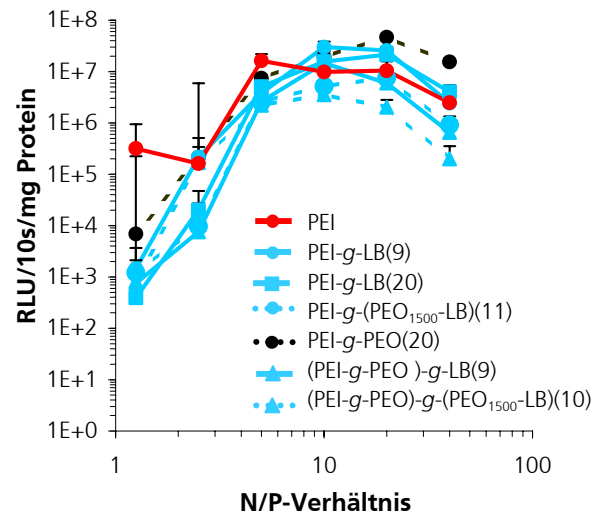 1E+8
1E+7
1E+6
1E+5
1E+4
1E+3
1E+2
1E+1
1E+0
RLU/10s/mg Protein
PEI
PEI-g-LB(9)
PEI-g-LB(20)
PEI-g-(PEO₁₅₀₀-LB)(11)
PEI-g-PEO(20)
(PEI-g-PEO )-g-LB(9)
(PEI-g-PEO)-g-(PEO₁₅₀₀-LB)(10)
1 10 100
N/P-Verhältnis